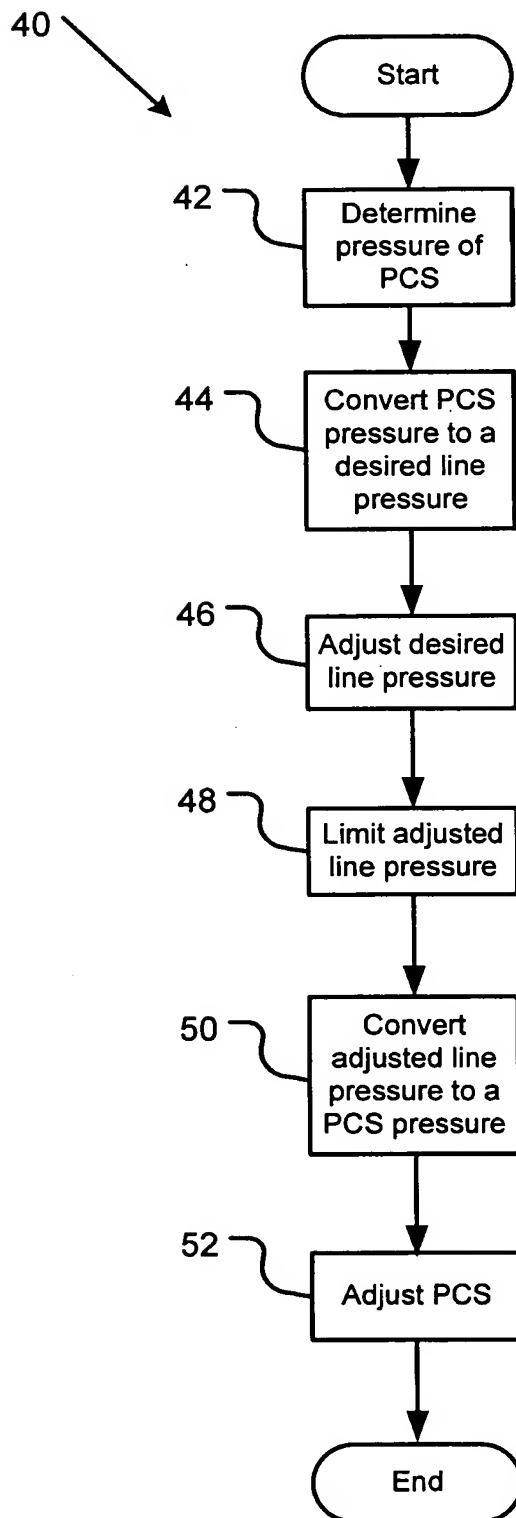 40
Start
42
Determine
pressure of
PCS
44
Convert PCS
pressure to a
desired line
pressure
46
Adjust desired
line pressure
48
Limit adjusted
line pressure
50
Convert
adjusted line
pressure to a
PCS pressure
52
Adjust PCS
End